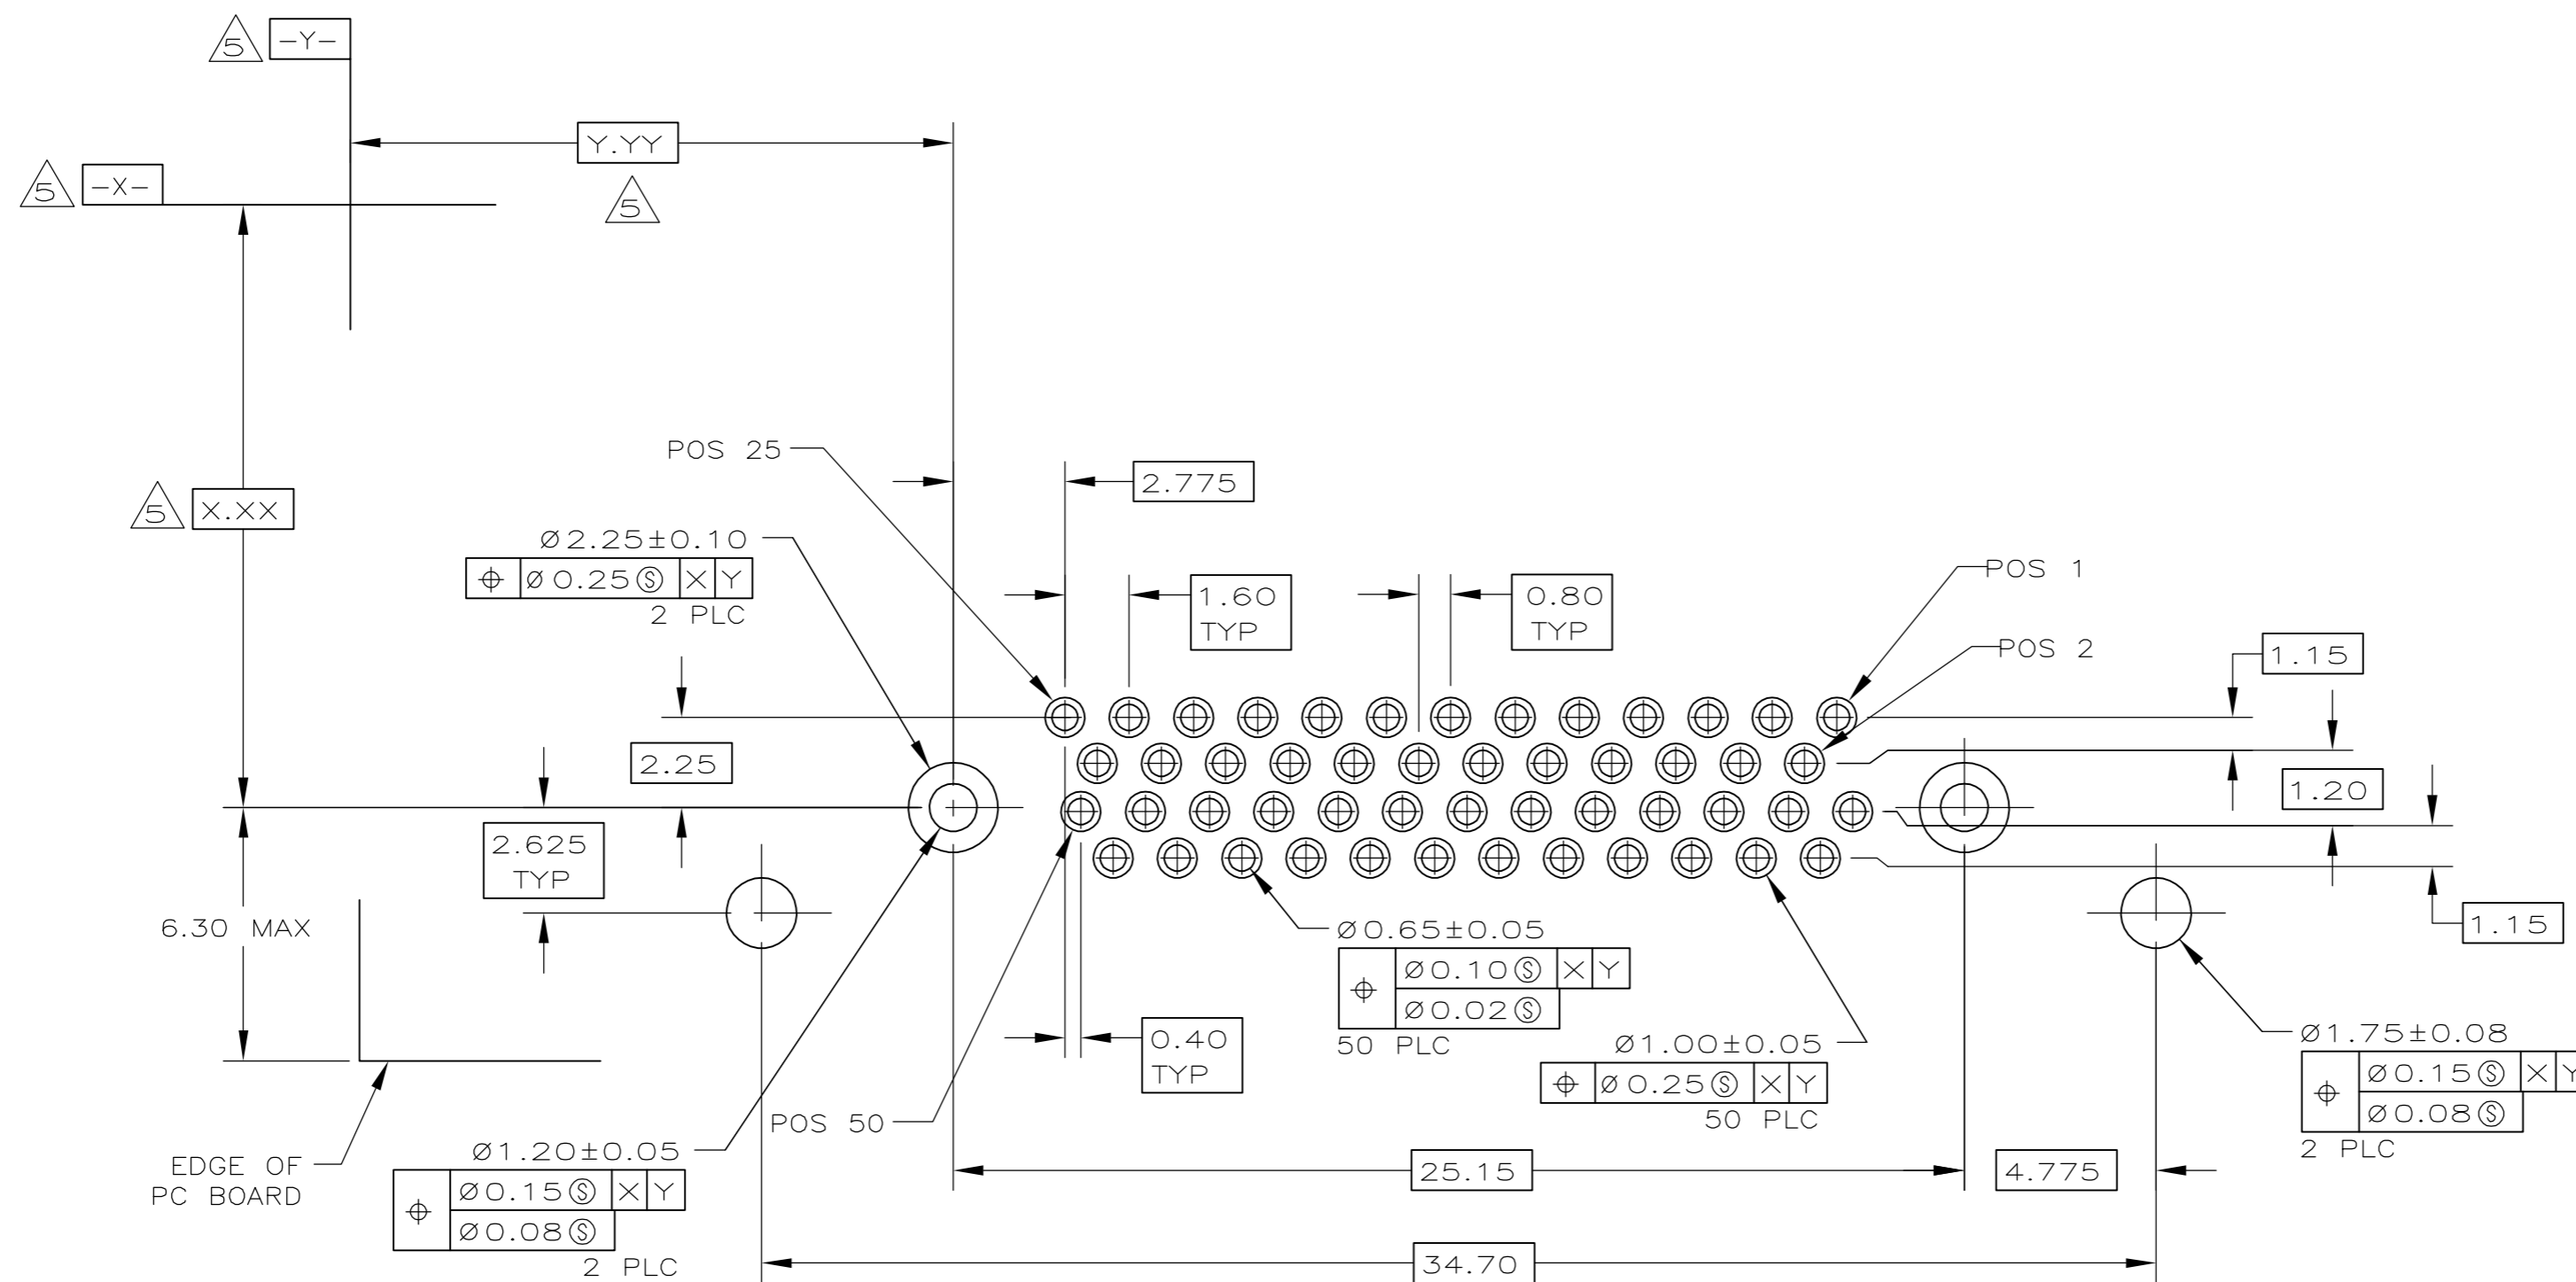 5 -Y-
Y.YY
5
5 -X-
5 X.XX
POS 25
2.775
Ø2.25±0.10
⌖ Ø0.25Ⓢ X Y
2 PLC
1.60
TYP
0.80
TYP
POS 1
POS 2
1.15
2.25
1.20
2.625
TYP
6.30 MAX
1.15
Ø0.65±0.05
⌖ Ø0.10Ⓢ X Y
Ø0.02Ⓢ
50 PLC
0.40
TYP
Ø1.00±0.05
⌖ Ø0.25Ⓢ X Y
50 PLC
Ø1.75±0.08
⌖ Ø0.15Ⓢ X Y
Ø0.08Ⓢ
2 PLC
POS 50
EDGE OF
PC BOARD
Ø1.20±0.05
⌖ Ø0.15Ⓢ X Y
Ø0.08Ⓢ
2 PLC
25.15
4.775
34.70